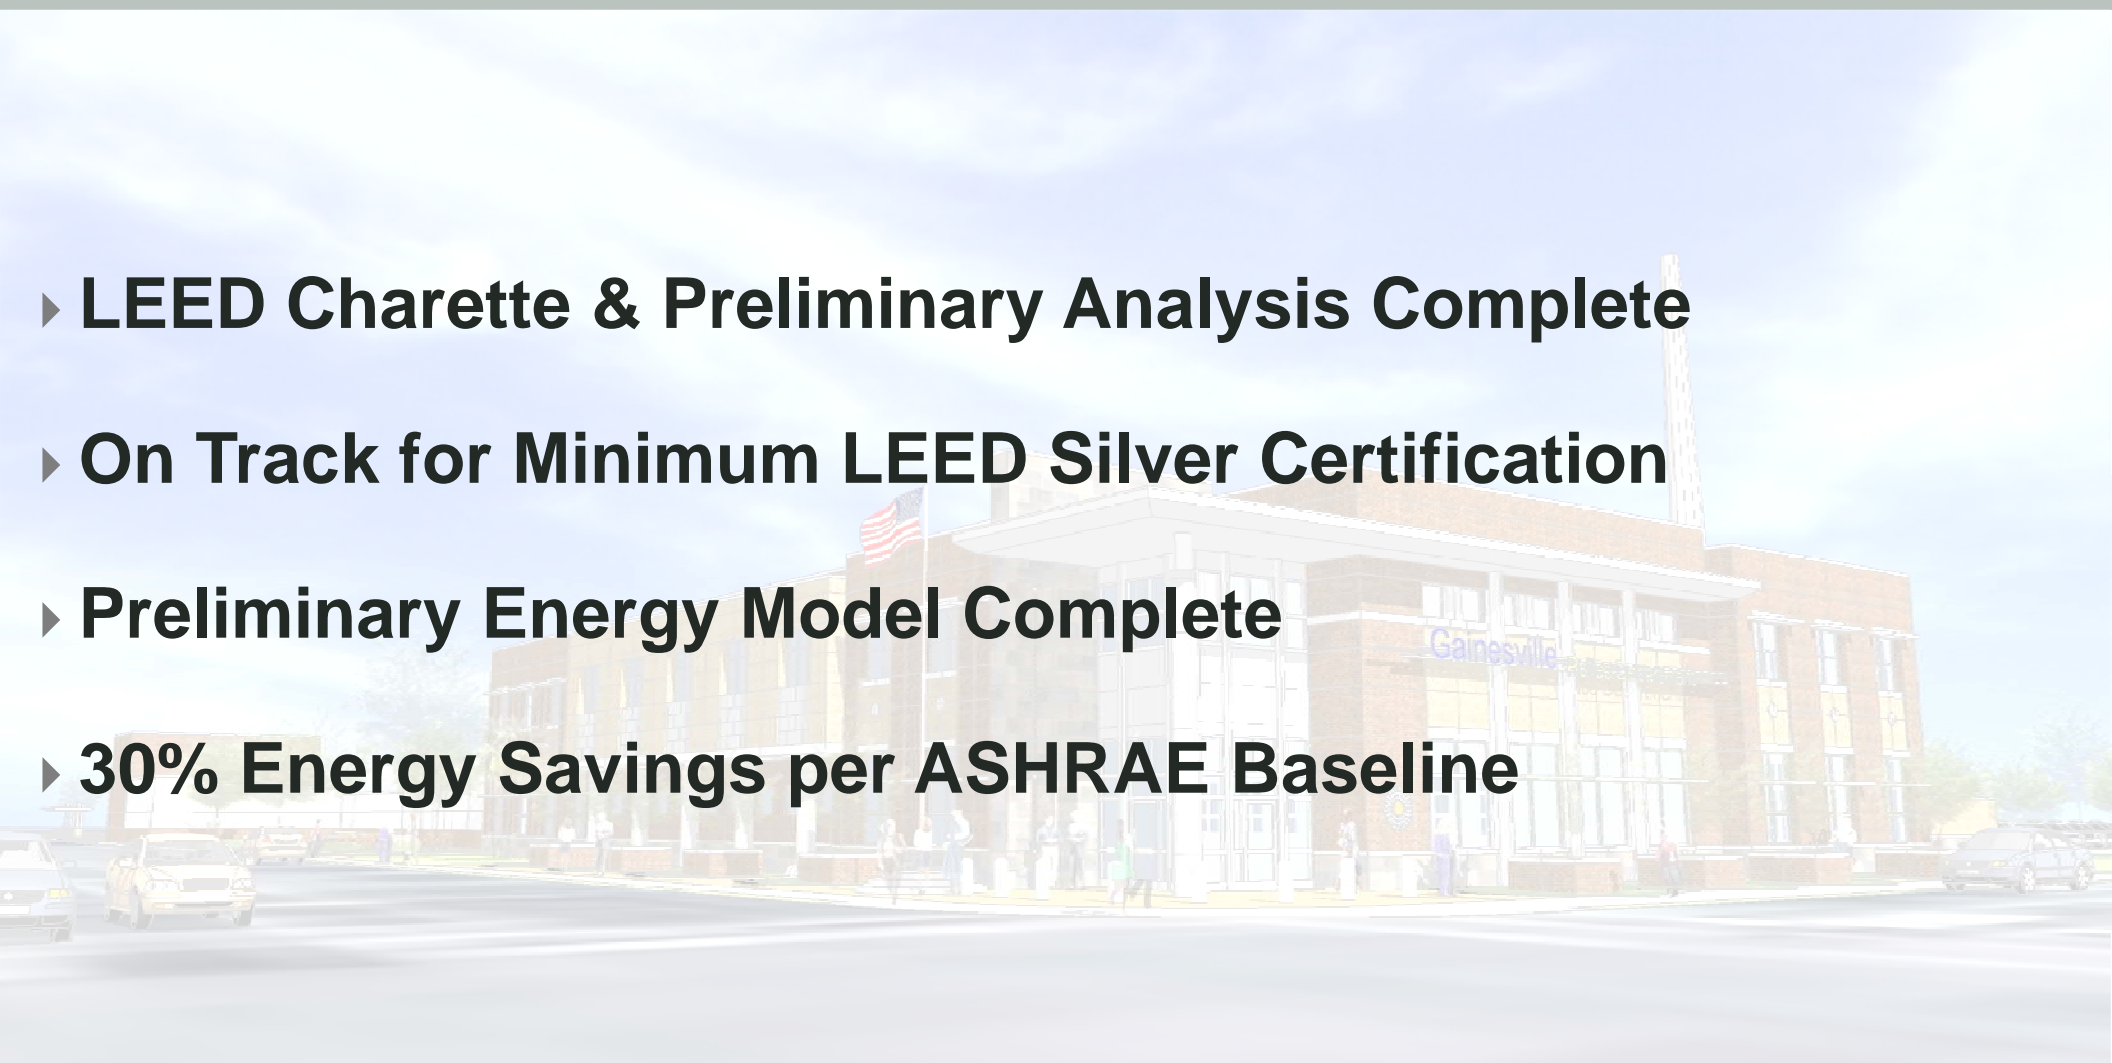 LEED Charette & Preliminary Analysis Complete
On Track for Minimum LEED Silver Certification
Preliminary Energy Model Complete
Gainesville
30% Energy Savings per ASHRAE Baseline